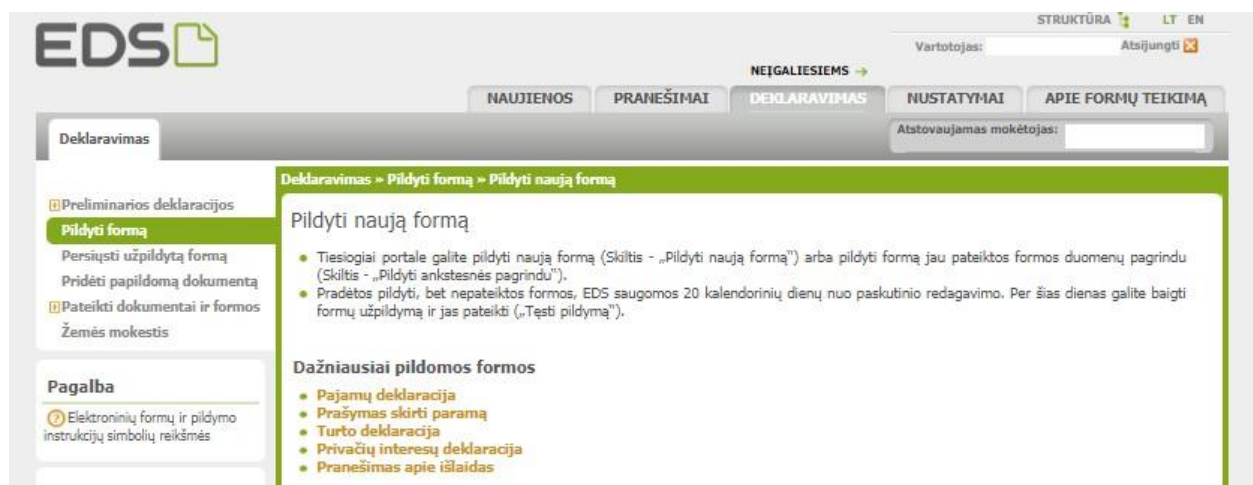 STRUKTŪRA LT EN
EDS
Vartotojas: Atsijungti
NEĮGALIESIEMS →
NAUJIENOS PRANEŠIMAI DEKLARAVIMAS NUSTATYMAI APIE FORMŲ TEIKIMĄ
Deklaravimas
Atstovaujamas mokėtojas:
Preliminarios deklaracijos
Pildyti formą
Persiųsti užpildytą formą
Pridėti papildomą dokumentą
Pateikti dokumentai ir formos
Žemės mokestis
Pagalba
Elektroninių formų ir pildymo
instrukcijų simbolių reikšmės
Deklaravimas » Pildyti formą » Pildyti naują formą
Pildyti naują formą
• Tiesiogiai portale galite pildyti naują formą (Skiltis - „Pildyti naują formą") arba pildyti formą jau pateiktos formos duomenų pagrindu
(Skiltis - „Pildyti ankstesnės pagrindu").
• Pradėtos pildyti, bet nepateiktos formos, EDS saugomos 20 kalendorinių dienų nuo paskutinio redagavimo. Per šias dienas galite baigti
formų užpildymą ir jas pateikti („Tęsti pildymą").
Dažniausiai pildomos formos
• Pajamų deklaracija
• Prašymas skirti paramą
• Turto deklaracija
• Privačių interesų deklaracija
• Pranešimas apie išlaidas